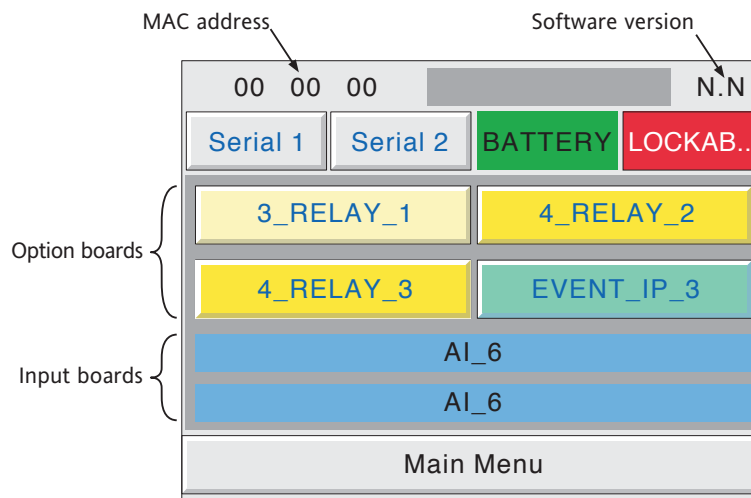 MAC address Software version
00 00 00 N.N
Serial 1 Serial 2 BATTERY LOCKAB..
3_RELAY_1 4_RELAY_2
Option boards
4_RELAY_3 EVENT_IP_3
AI_6
Input boards
AI_6
Main Menu